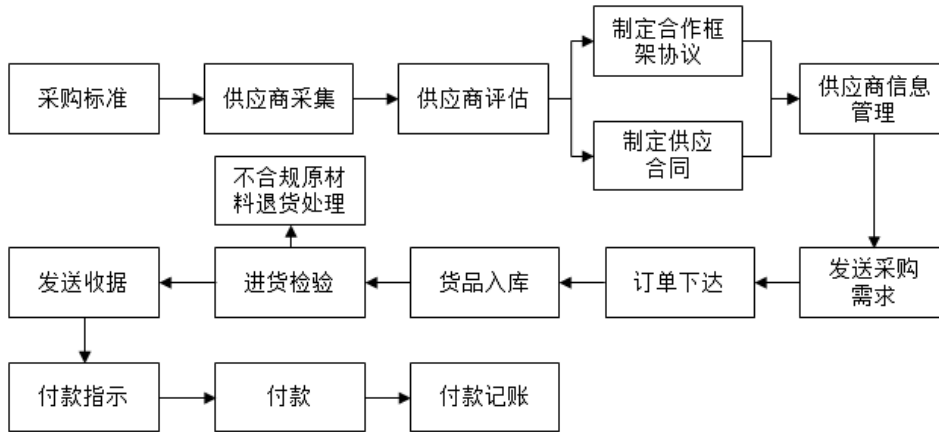 采购标准
供应商采集
供应商评估
制定合作框
架协议
制定供应
合同
供应商信息
管理
不合规原材
料退货处理
发送收据
进货检验
货品入库
订单下达
发送采购
需求
付款指示
付款
付款记账